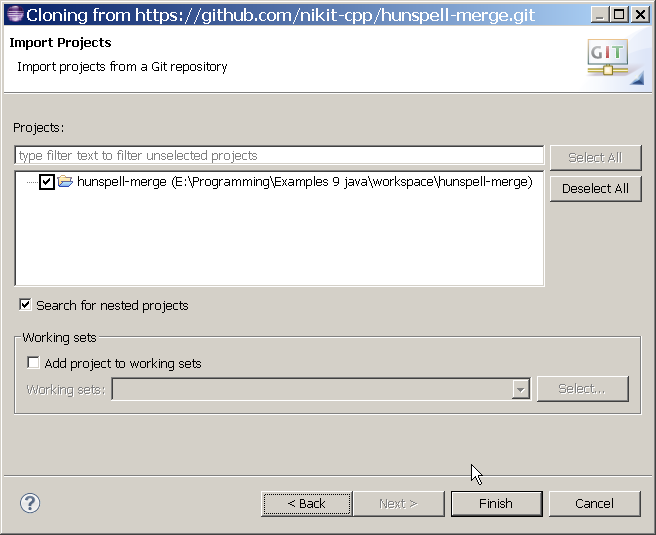 Cloning from https://github.com/nikit-cpp/hunspell-merge.git
Import Projects
Import projects from a Git repository
GIT
Projects:
type filter text to filter unselected projects
Select All
hunspell-merge (E:\Programming\Examples 9 java\workspace\hunspell-merge)
Deselect All
Search for nested projects
Working sets
Add project to working sets
Working sets:
Select...
?
< Back
Next >
Finish
Cancel